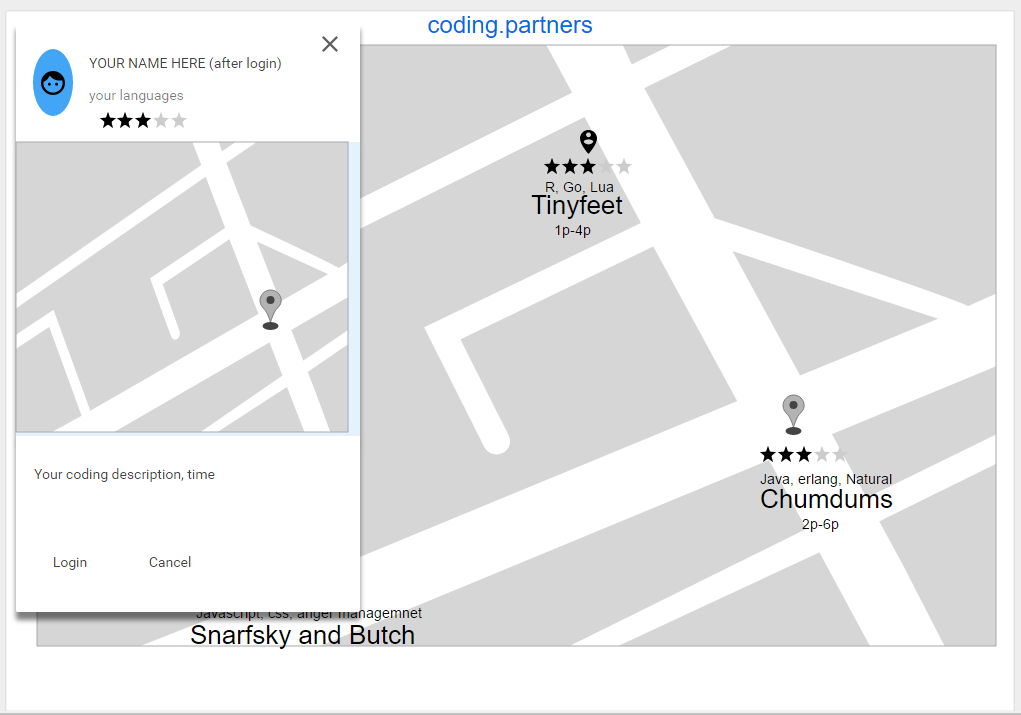 coding.partners
YOUR NAME HERE (after login)
your languages
R, Go, Lua
Tinyfeet
1p-4p
Java, erlang, Natural
Chumdums
2p-6p
Your coding description, time
Login
Cancel
Javascript, css, anger managemnet
Snarfsky and Butch